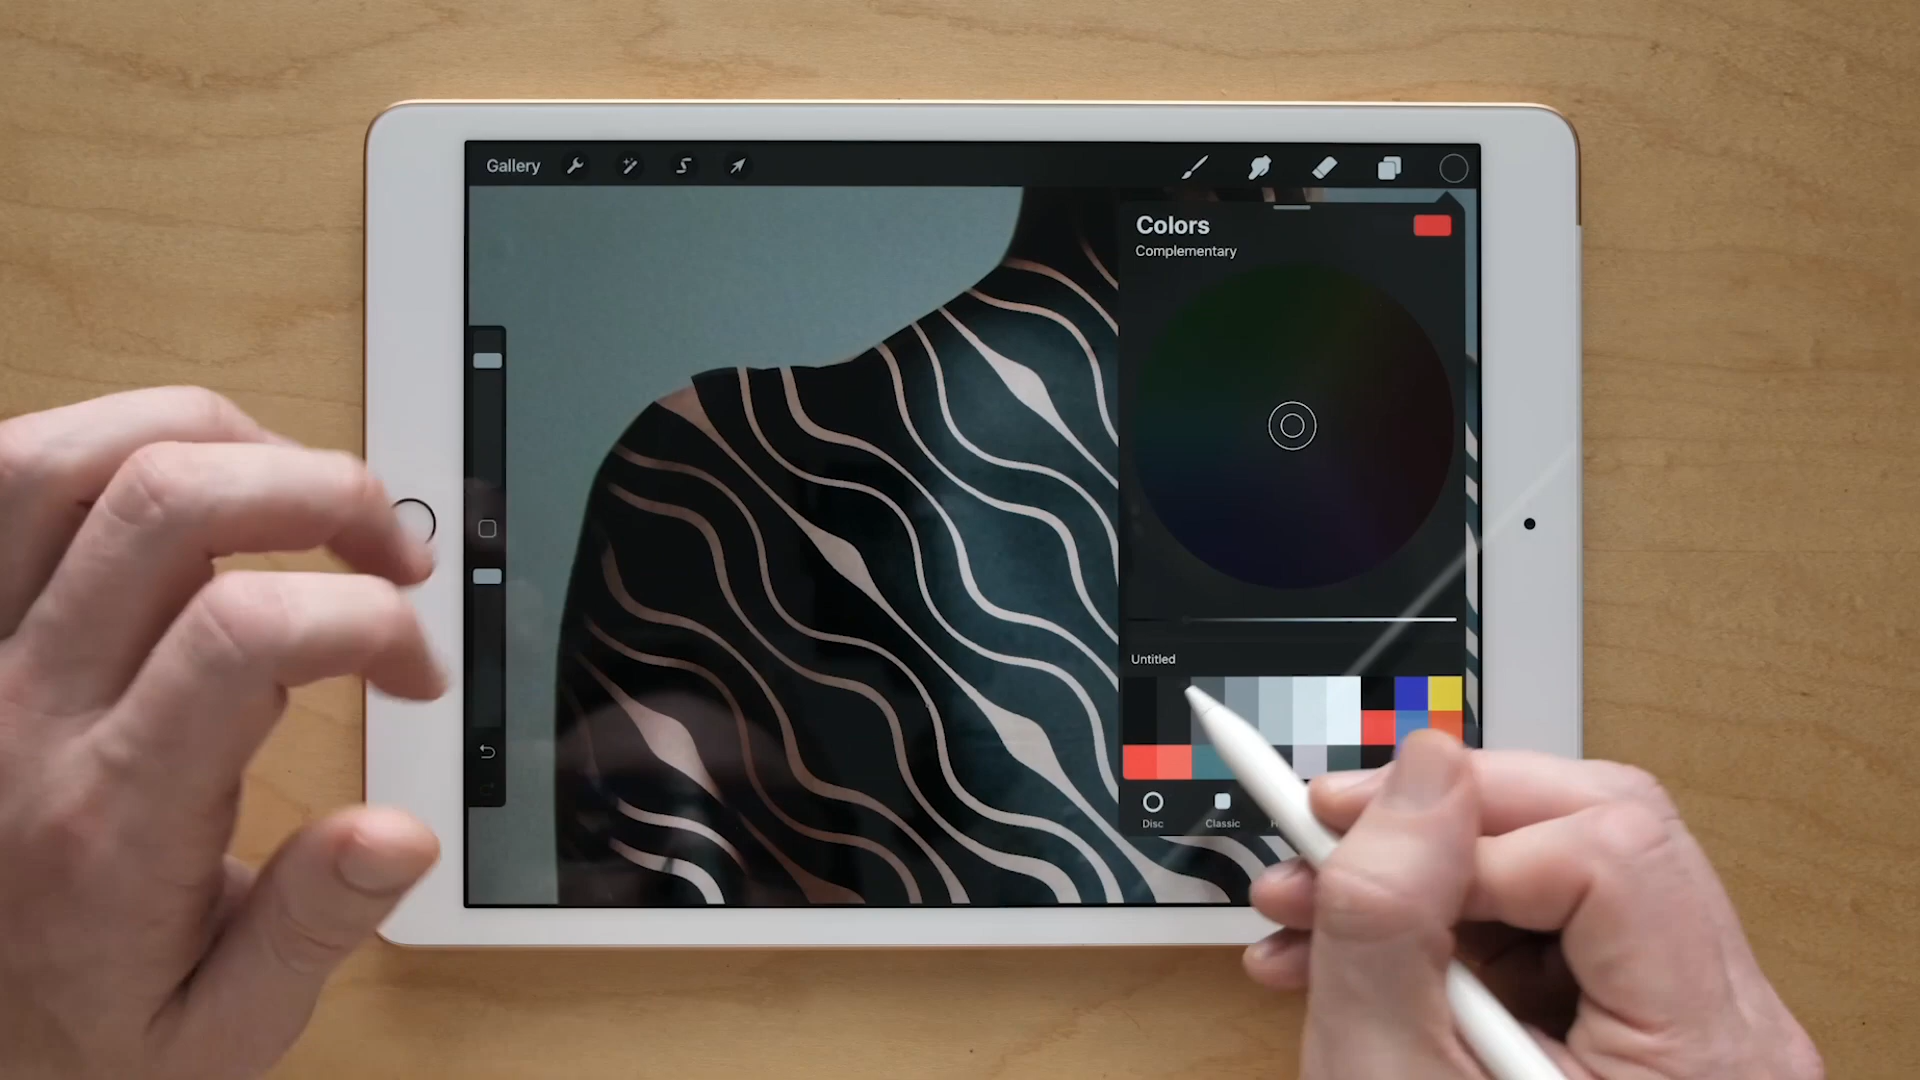 Gallery
Colors
Complementary
Untitled
Disc
Classic